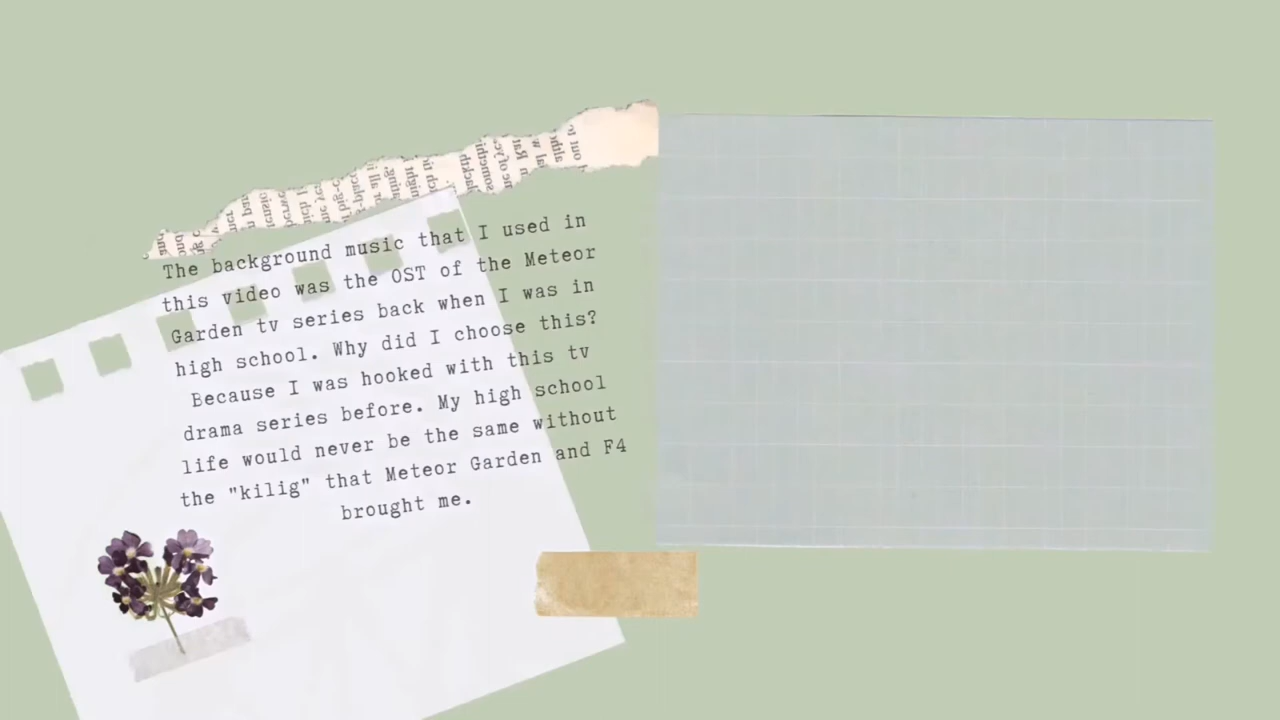 The background music that I used in
this video was the OST of the Meteor
Garden tv series back when I was in
high school. Why did I choose this?
Because I was hooked with this tv
drama series before. My high school
life would never be the same without
the "kilig" that Meteor Garden and F4
brought me.